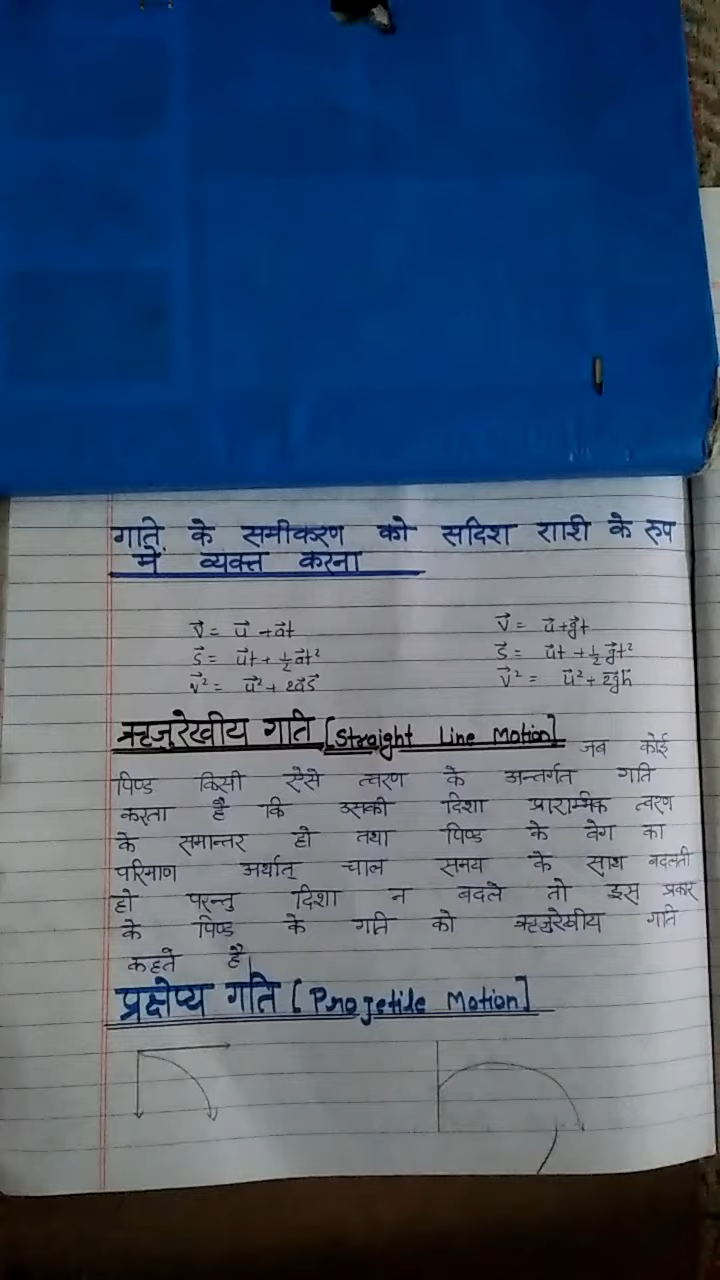 गति के समीकरण को सदिश राशी के रूप
में व्यक्त करना
v⃗ = u⃗ + a⃗t
v⃗ = u⃗+g⃗t
s⃗ = u⃗t + ½a⃗t²
s⃗ = u⃗t + ½g⃗t²
v⃗² = u⃗² + 2a⃗s⃗
v⃗² = u⃗² + 2g⃗h⃗
ऋजुरेखीय गति [Straight Line Motion] जब कोई
पिण्ड किसी ऐसे त्वरण के अन्तर्गत गति
करता है कि उसकी दिशा प्रारम्भिक त्वरण
के समान्तर हो तथा पिण्ड के वेग का
परिमाण अर्थात् चाल समय के साथ बदलती
हो परन्तु दिशा न बदले तो इस प्रकार
के पिण्ड के गति को ऋजुरेखीय गति
कहते है।
प्रक्षेप्य गति [Progetile Motion]